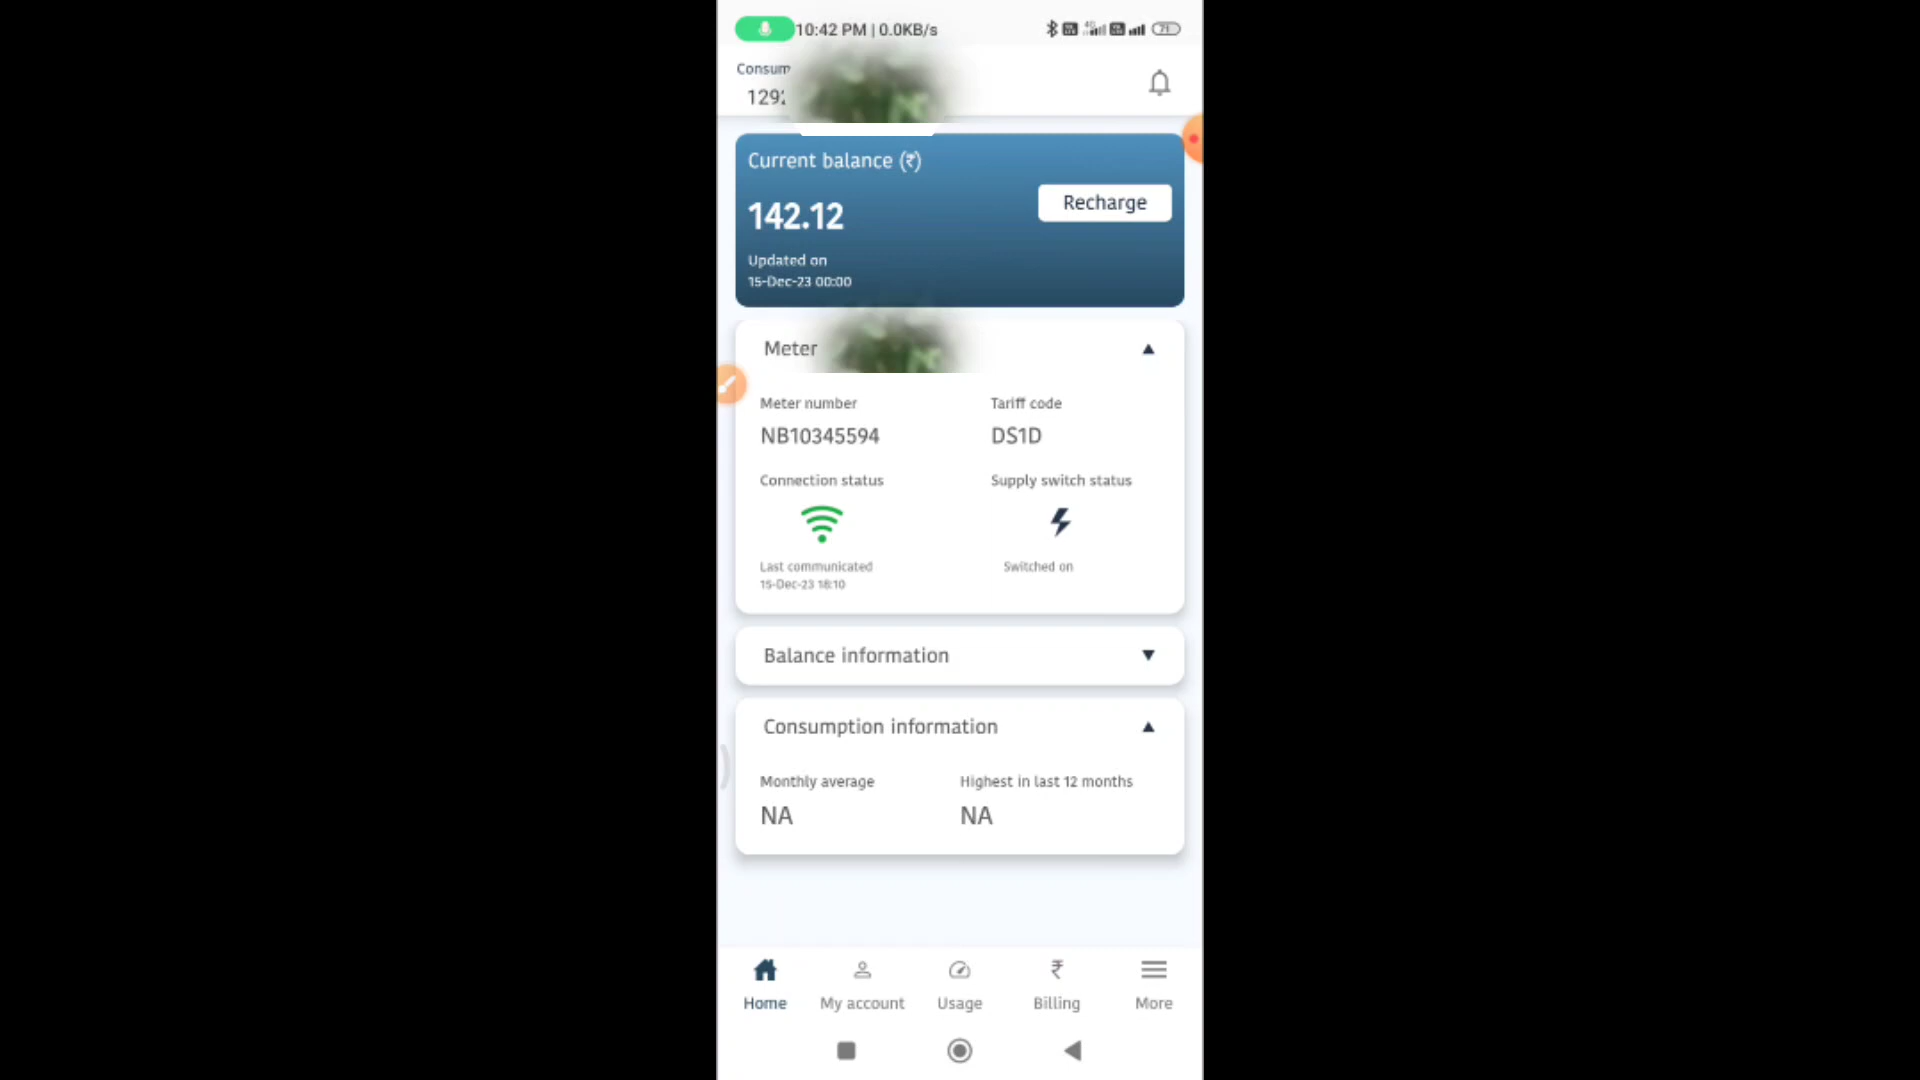 10:42 PM | 0.0KB/s
4G
71
Consum
129
Current balance (₹)
142.12
Recharge
Updated on
15-Dec-23 00:00
Meter
Meter number
Tariff code
NB10345594
DS1D
Connection status
Supply switch status
Last communicated
15-Dec-23 18:10
Switched on
Balance information
Consumption information
Monthly average
Highest in last 12 months
NA
NA
Home
My account
Usage
Billing
More